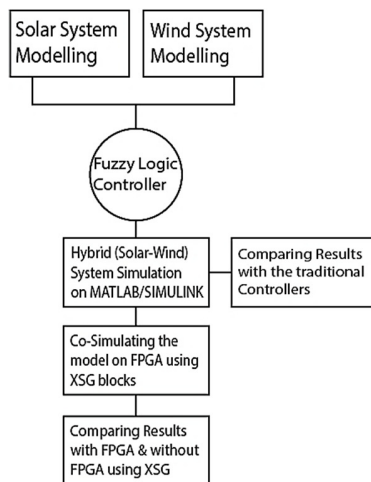 Solar System
Modelling
Wind System
Modelling
Fuzzy Logic
Controller
Hybrid (Solar-Wind)
System Simulation
on MATLAB/SIMULINK
Comparing Results
with the traditional
Controllers
Co-Simulating the
model on FPGA using
XSG blocks
Comparing Results
with FPGA & without
FPGA using XSG